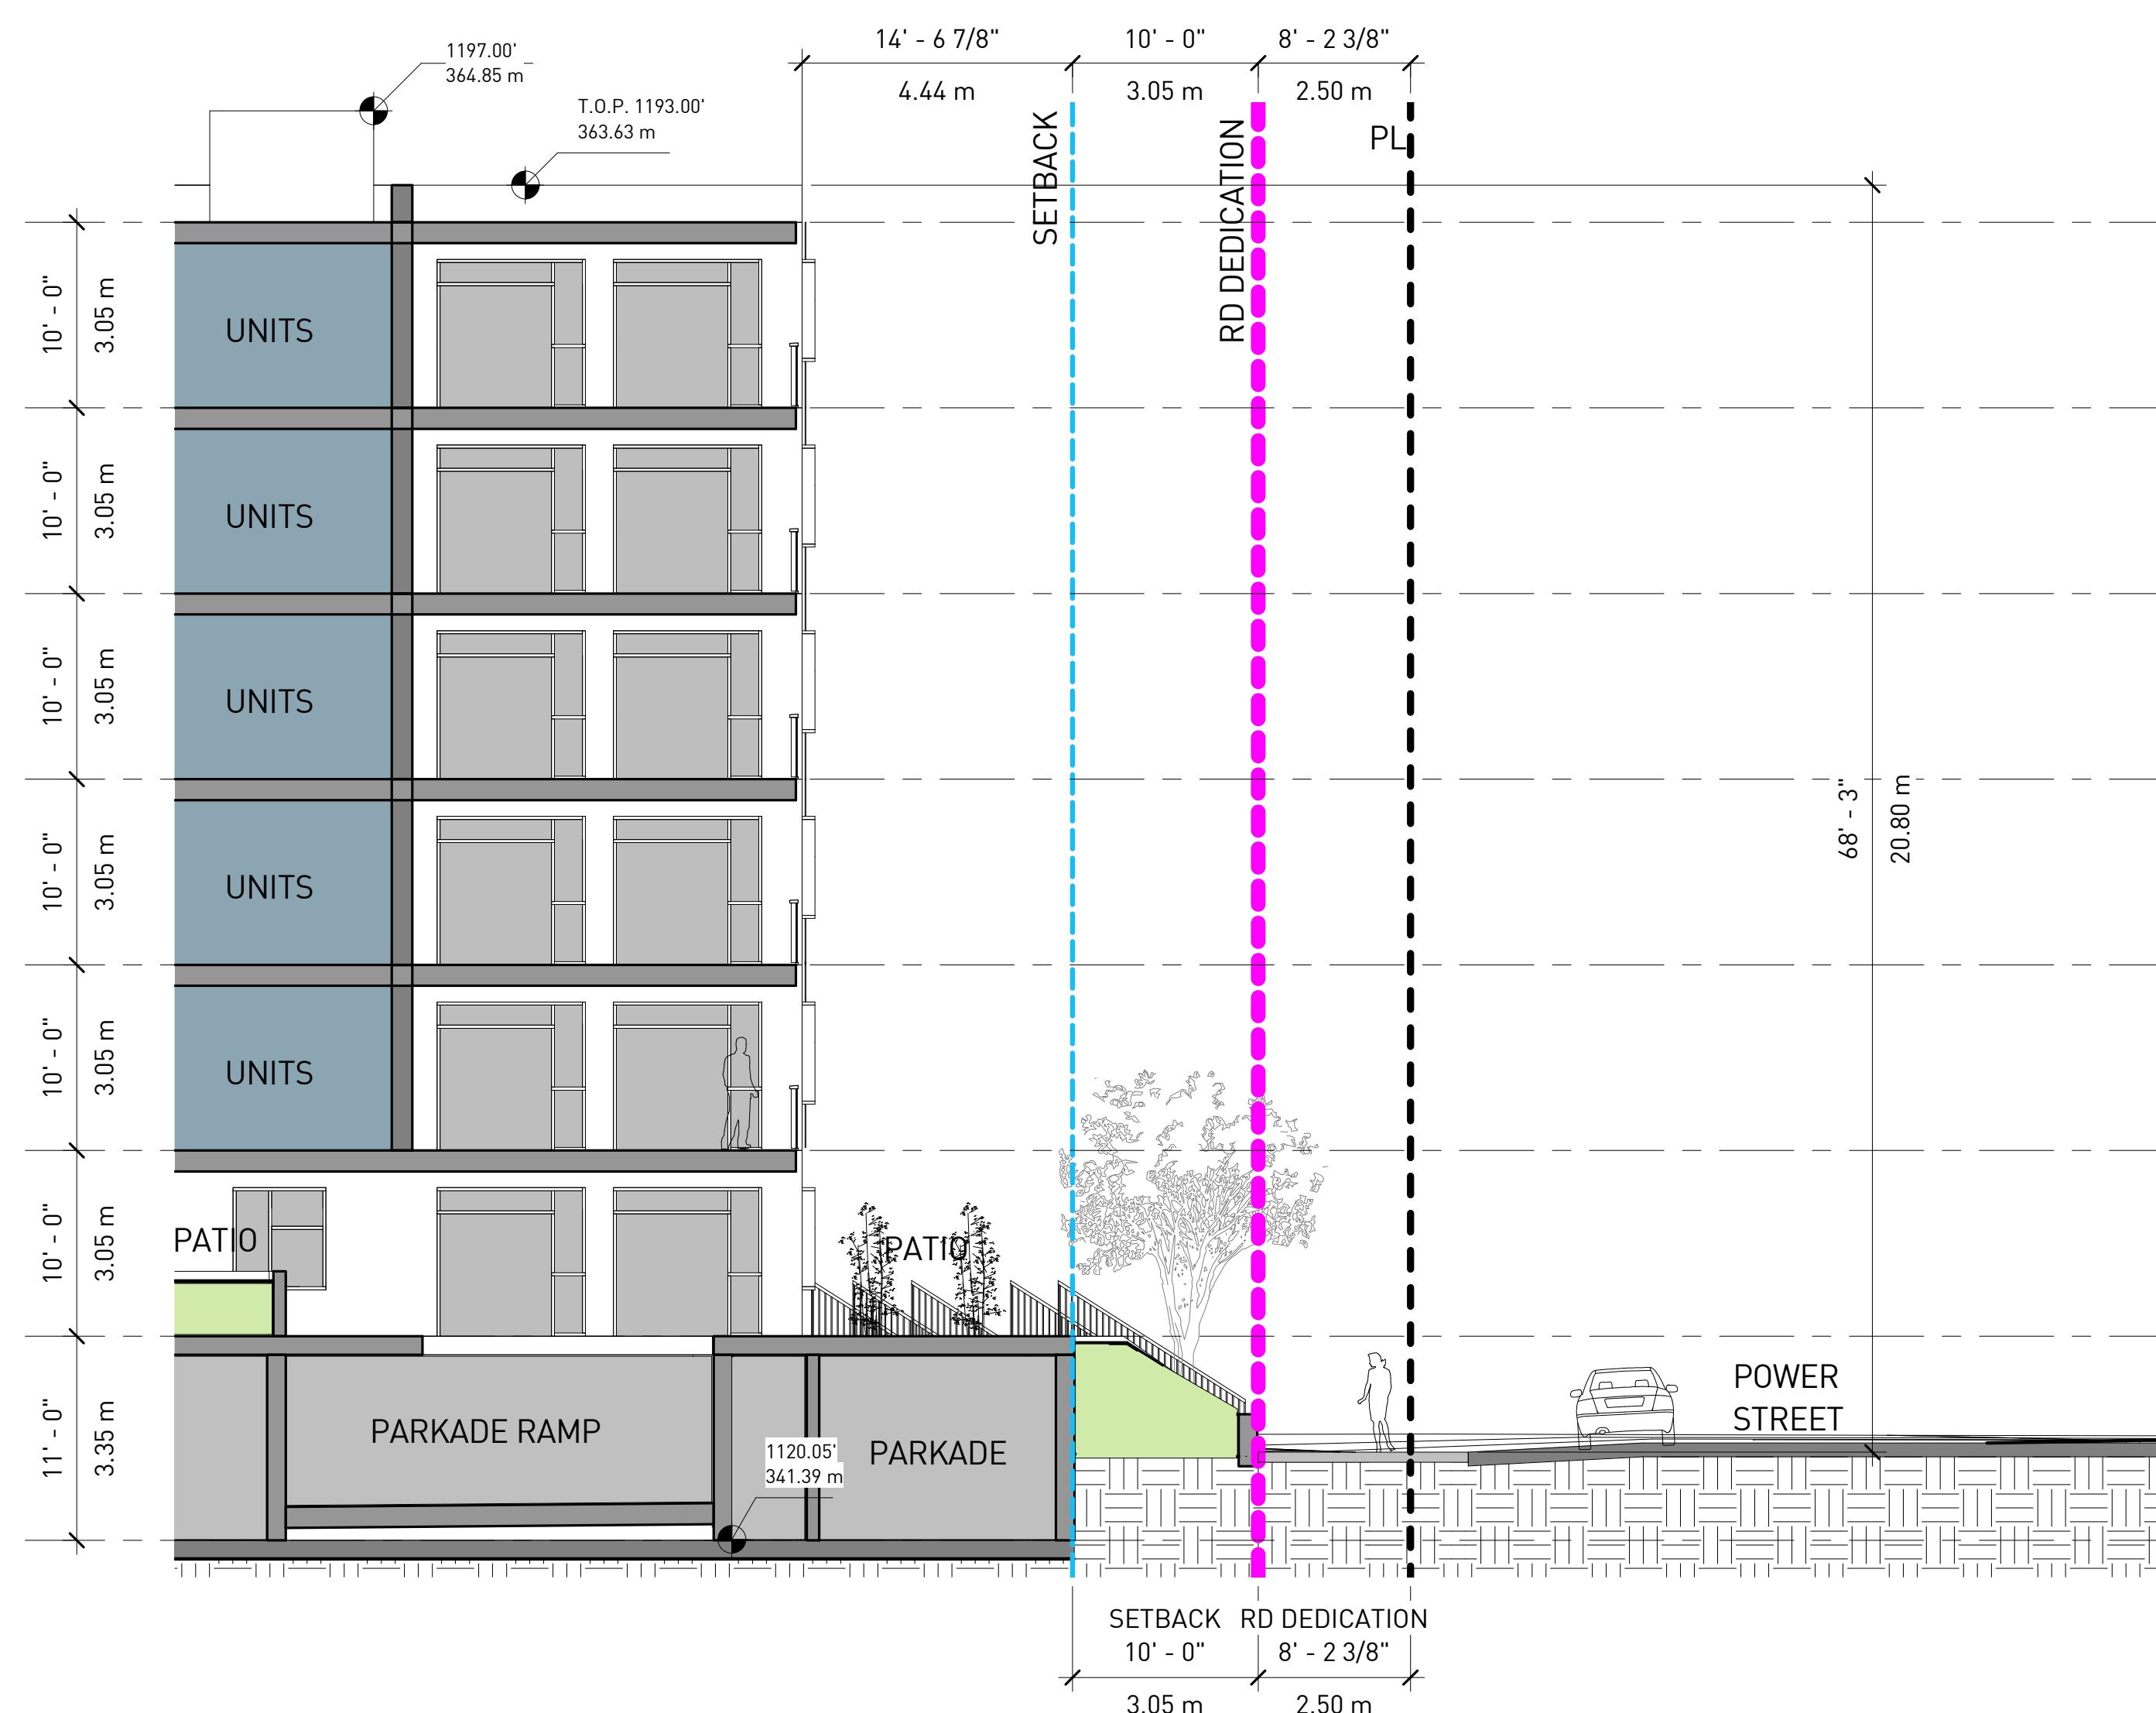 14' - 6 7/8"
10' - 0"
8' - 2 3/8"
4.44 m
3.05 m
2.50 m
1197.00'
364.85 m
T.O.P. 1193.00'
363.63 m
SETBACK
RD DEDICATION
PL
10' - 0"
3.05 m
UNITS
10' - 0"
3.05 m
UNITS
10' - 0"
3.05 m
UNITS
10' - 0"
3.05 m
UNITS
68' - 3"
20.80 m
10' - 0"
3.05 m
UNITS
10' - 0"
3.05 m
PATIO
PATIO
11' - 0"
3.35 m
PARKADE RAMP
1120.05'
341.39 m
PARKADE
POWER
STREET
SETBACK
RD DEDICATION
10' - 0"
8' - 2 3/8"
3.05 m
2.50 m